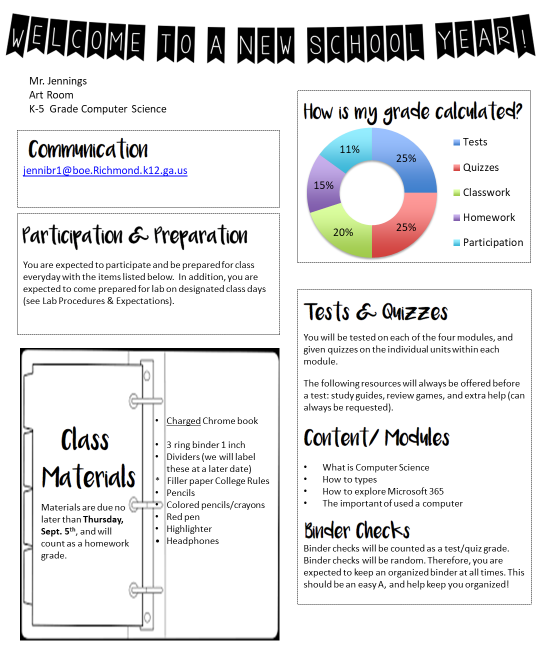 WELCOME TO A NEW SCHOOL YEAR!
Mr. Jennings
Art Room
K-5 Grade Computer Science
Communication
jennibr1@boe.Richmond.k12.ga.us
Participation & Preparation
You are expected to participate and be prepared for class
everyday with the items listed below. In addition, you are
expected to come prepared for lab on designated class days
(see Lab Procedures & Expectations).
Class
Materials
Materials are due no
later than Thursday,
Sept. 5th, and will
count as a homework
grade.
• Charged Chrome book
• 3 ring binder 1 inch
• Dividers (we will label
these at a later date)
* Filler paper College Rules
• Pencils
• Colored pencils/crayons
• Red pen
• Highlighter
• Headphones
How is my grade calculated?
11%
25%
15%
20%
25%
Tests
Quizzes
Classwork
Homework
Participation
Tests & Quizzes
You will be tested on each of the four modules, and
given quizzes on the individual units within each
module.
The following resources will always be offered before
a test: study guides, review games, and extra help (can
always be requested).
Content/ Modules
• What is Computer Science
• How to types
• How to explore Microsoft 365
• The important of used a computer
Binder Checks
Binder checks will be counted as a test/quiz grade.
Binder checks will be random. Therefore, you are
expected to keep an organized binder at all times. This
should be an easy A, and help keep you organized!